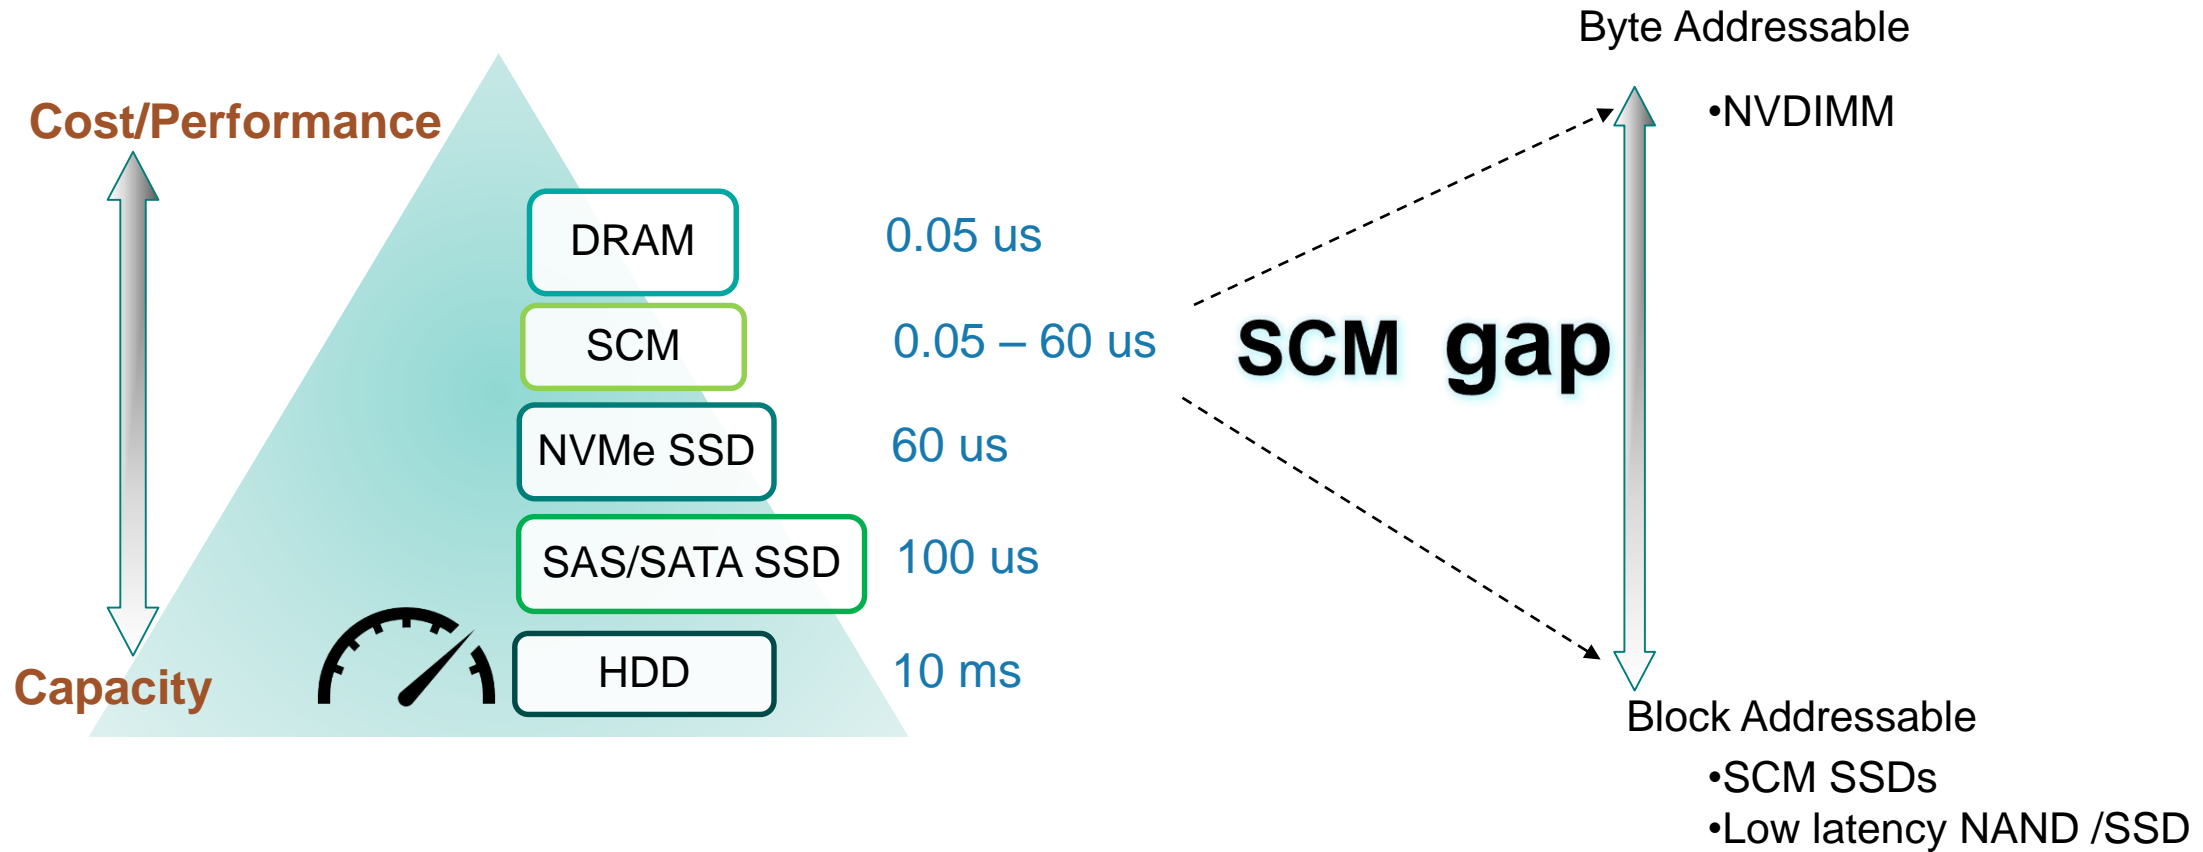 Cost/Performance
Capacity
DRAM
0.05 us
SCM
0.05 – 60 us
NVMe SSD
60 us
SAS/SATA SSD
100 us
HDD
10 ms
SCM gap
Byte Addressable
•NVDIMM
Block Addressable
•SCM SSDs
•Low latency NAND /SSD